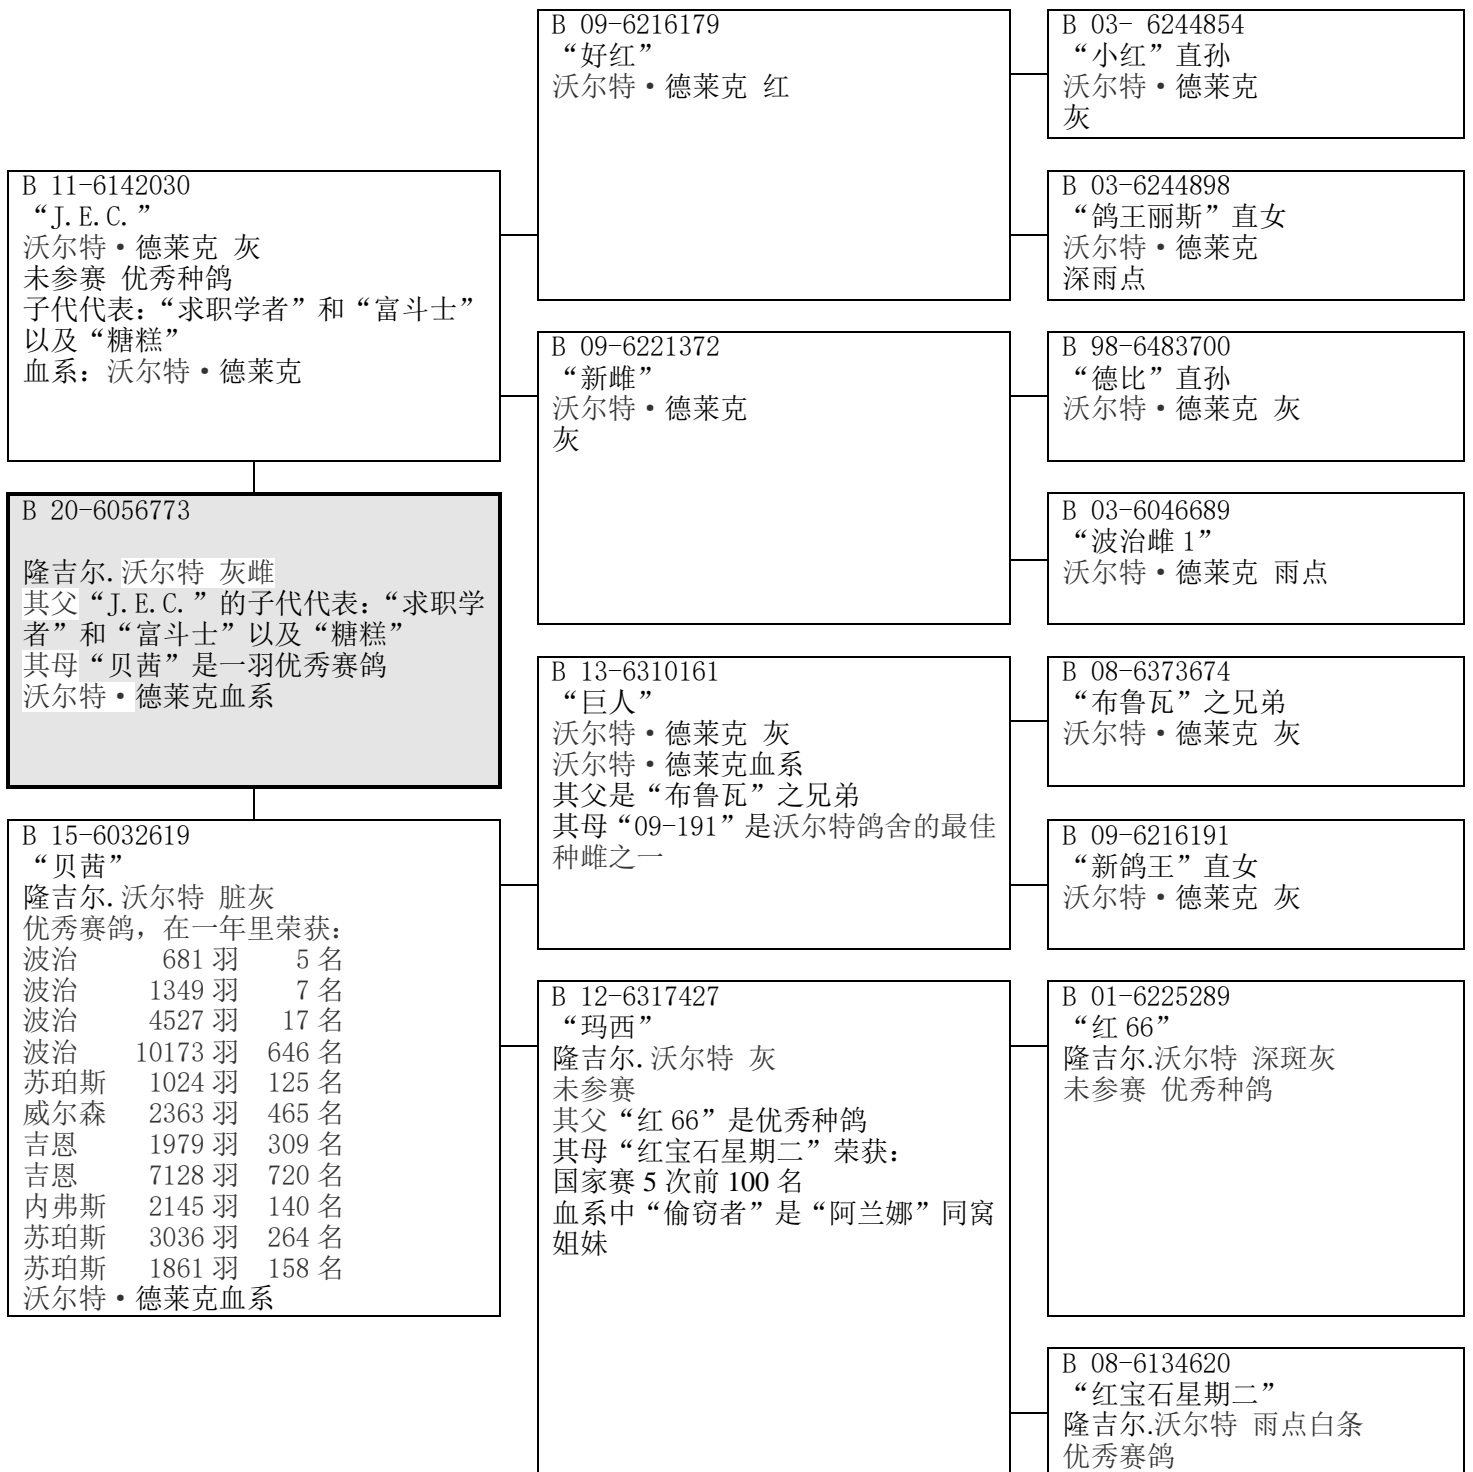 B 11-6142030
“J.E.C.”
沃尔特·德莱克 灰
未参赛 优秀种鸽
子代代表：“求职学者”和“富斗士”
以及“糖糕”
血系：沃尔特·德莱克
B 20-6056773
隆吉尔.沃尔特 灰雌
其父“J.E.C.”的子代代表：“求职学
者”和“富斗士”以及“糖糕”
其母“贝茜”是一羽优秀赛鸽
沃尔特·德莱克血系
B 15-6032619
“贝茜”
隆吉尔.沃尔特 脏灰
优秀赛鸽，在一年里荣获：
波治 681 羽 5 名
波治 1349 羽 7 名
波治 4527 羽 17 名
波治 10173 羽 646 名
苏珀斯 1024 羽 125 名
威尔森 2363 羽 465 名
吉恩 1979 羽 309 名
吉恩 7128 羽 720 名
内弗斯 2145 羽 140 名
苏珀斯 3036 羽 264 名
苏珀斯 1861 羽 158 名
沃尔特·德莱克血系
B 09-6216179
“好红”
沃尔特·德莱克 红
B 09-6221372
“新雌”
沃尔特·德莱克
灰
B 13-6310161
“巨人”
沃尔特·德莱克 灰
沃尔特·德莱克血系
其父是“布鲁瓦”之兄弟
其母“09-191”是沃尔特鸽舍的最佳
种雌之一
B 12-6317427
“玛西”
隆吉尔.沃尔特 灰
未参赛
其父“红 66”是优秀种鸽
其母“红宝石星期二”荣获：
国家赛 5 次前 100 名
血系中“偷窃者”是“阿兰娜”同窝
姐妹
B 03- 6244854
“小红”直孙
沃尔特·德莱克
灰
B 03-6244898
“鸽王丽斯”直女
沃尔特·德莱克
深雨点
B 98-6483700
“德比”直孙
沃尔特·德莱克 灰
B 03-6046689
“波治雌 1”
沃尔特·德莱克 雨点
B 08-6373674
“布鲁瓦”之兄弟
沃尔特·德莱克 灰
B 09-6216191
“新鸽王”直女
沃尔特·德莱克 灰
B 01-6225289
“红 66”
隆吉尔.沃尔特 深斑灰
未参赛 优秀种鸽
B 08-6134620
“红宝石星期二”
隆吉尔.沃尔特 雨点白条
优秀赛鸽